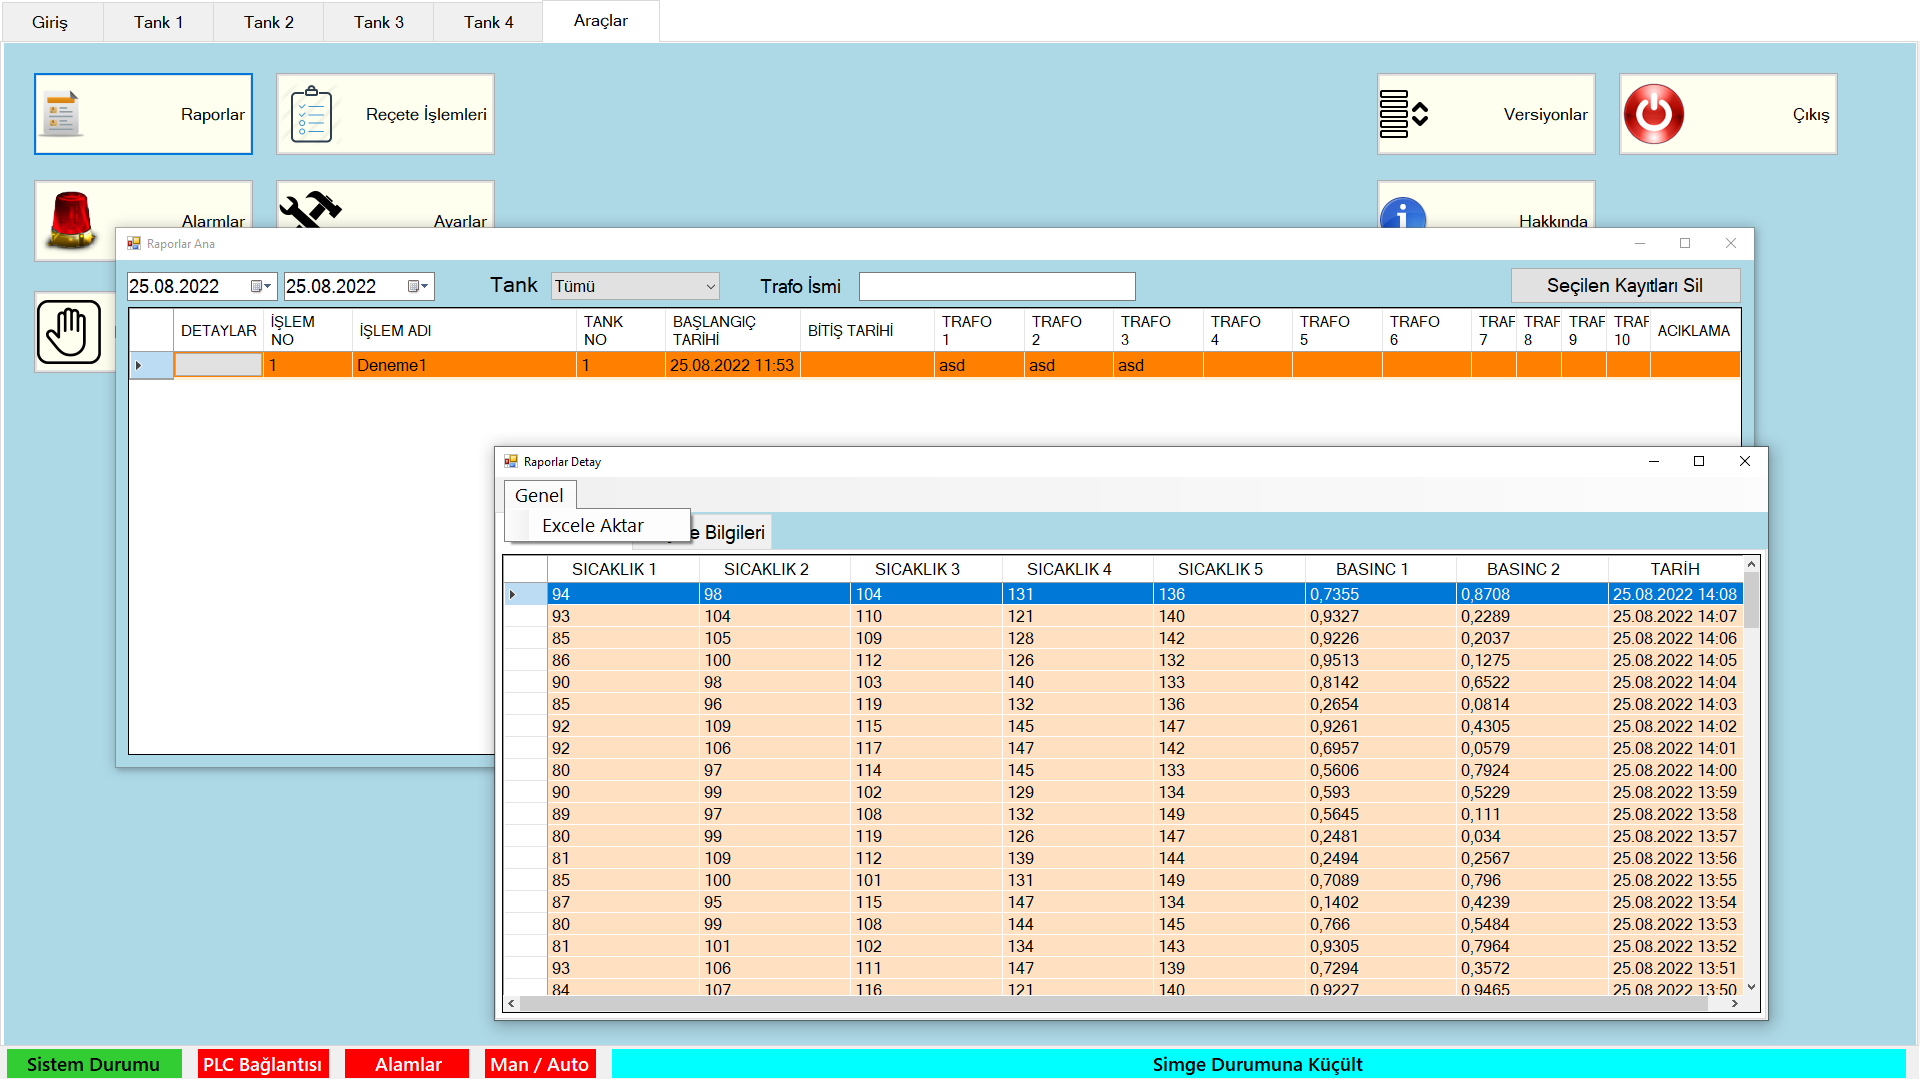 Giriş Tank 1 Tank 2 Tank 3 Tank 4 Araçlar
Raporlar Reçete İşlemleri Versiyonlar Çıkış
Alarmlar Ayarlar Hakkında
Raporlar Ana
25.08.2022 25.08.2022 Tank Tümü Trafo İsmi Seçilen Kayıtları Sil
DETAYLAR İŞLEM NO İŞLEM ADI TANK NO BAŞLANGIÇ TARİHİ BİTİŞ TARİHİ TRAFO 1 TRAFO 2 TRAFO 3 TRAFO 4 TRAFO 5 TRAFO 6 TRAF 7 TRAF 8 TRAF 9 TRAF 10 ACIKLAMA
1 Deneme1 1 25.08.2022 11:53 asd asd asd
Raporlar Detay
Genel
Excele Aktar
Bilgileri
SICAKLIK 1 SICAKLIK 2 SICAKLIK 3 SICAKLIK 4 SICAKLIK 5 BASINC 1 BASINC 2 TARİH
94 98 104 131 136 0,7355 0,8708 25.08.2022 14:08
93 104 110 121 140 0,9327 0,2289 25.08.2022 14:07
85 105 109 128 142 0,9226 0,2037 25.08.2022 14:06
86 100 112 126 132 0,9513 0,1275 25.08.2022 14:05
90 98 103 140 133 0,8142 0,6522 25.08.2022 14:04
85 96 119 132 136 0,2654 0,0814 25.08.2022 14:03
92 109 115 145 147 0,9261 0,4305 25.08.2022 14:02
92 106 117 147 142 0,6957 0,0579 25.08.2022 14:01
80 97 114 145 133 0,5606 0,7924 25.08.2022 14:00
90 99 102 129 134 0,593 0,5229 25.08.2022 13:59
89 97 108 132 149 0,5645 0,111 25.08.2022 13:58
80 99 119 126 147 0,2481 0,034 25.08.2022 13:57
81 109 112 139 144 0,2494 0,2567 25.08.2022 13:56
85 100 101 131 149 0,7089 0,796 25.08.2022 13:55
87 95 115 147 134 0,1402 0,4239 25.08.2022 13:54
80 99 108 144 145 0,766 0,5484 25.08.2022 13:53
81 101 102 134 143 0,9305 0,7964 25.08.2022 13:52
93 106 111 147 139 0,7294 0,3572 25.08.2022 13:51
84 107 116 121 140 0,9227 0,9465 25.08.2022 13:50
Sistem Durumu PLC Bağlantısı Alamlar Man / Auto Simge Durumuna Küçült